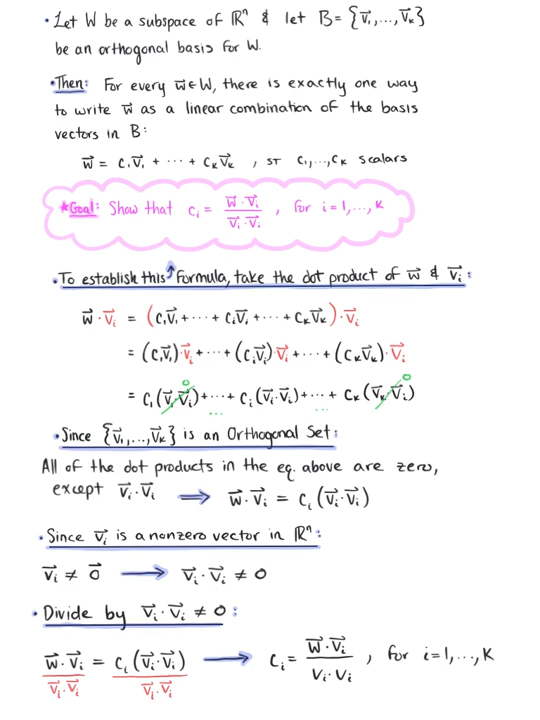 • Let W be a subspace of ℝⁿ & let B = {v⃗₁,...,v⃗ₖ}
be an orthogonal basis for W.
• Then: For every w⃗ ∈ W, there is exactly one way
to write w⃗ as a linear combination of the basis
vectors in B:
w⃗ = c₁v⃗₁ + ··· + cₖv⃗ₖ , st c₁,...,cₖ scalars
*Goal: Show that cᵢ = (w⃗ · v⃗ᵢ)/(v⃗ᵢ · v⃗ᵢ) , for i=1,...,k
• To establish this ↑ formula, take the dot product of w⃗ & v⃗ᵢ:
w⃗ · v⃗ᵢ = (c₁v⃗₁ + ··· + cᵢv⃗ᵢ + ··· + cₖv⃗ₖ) · v⃗ᵢ
= (c₁v⃗₁)·v⃗ᵢ + ··· + (cᵢv⃗ᵢ)·v⃗ᵢ + ··· + (cₖv⃗ₖ)·v⃗ᵢ
0 0
= c₁(v⃗₁·v⃗ᵢ) + ··· + cᵢ(v⃗ᵢ·v⃗ᵢ) + ··· + cₖ(v⃗ₖ·v⃗ᵢ)
... ...
• Since {v⃗₁,...,v⃗ₖ} is an Orthogonal Set:
All of the dot products in the eq. above are zero,
except v⃗ᵢ · v⃗ᵢ ⟹ w⃗ · v⃗ᵢ = cᵢ(v⃗ᵢ · v⃗ᵢ)
• Since v⃗ᵢ is a nonzero vector in ℝⁿ:
v⃗ᵢ ≠ 0⃗ ⟶ v⃗ᵢ · v⃗ᵢ ≠ 0
• Divide by v⃗ᵢ · v⃗ᵢ ≠ 0:
(w⃗ · v⃗ᵢ)/(v⃗ᵢ · v⃗ᵢ) = cᵢ(v⃗ᵢ · v⃗ᵢ)/(v⃗ᵢ · v⃗ᵢ) ⟶ cᵢ = (w⃗ · v⃗ᵢ)/(vᵢ · vᵢ) , for i=1,...,k